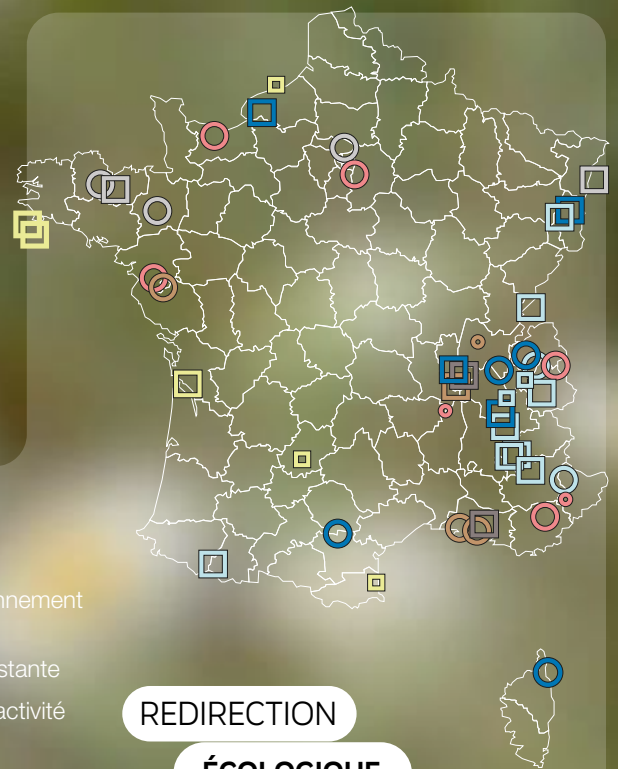 nnement
stante
activité
REDIRECTION
ÉCOLOGIQUE